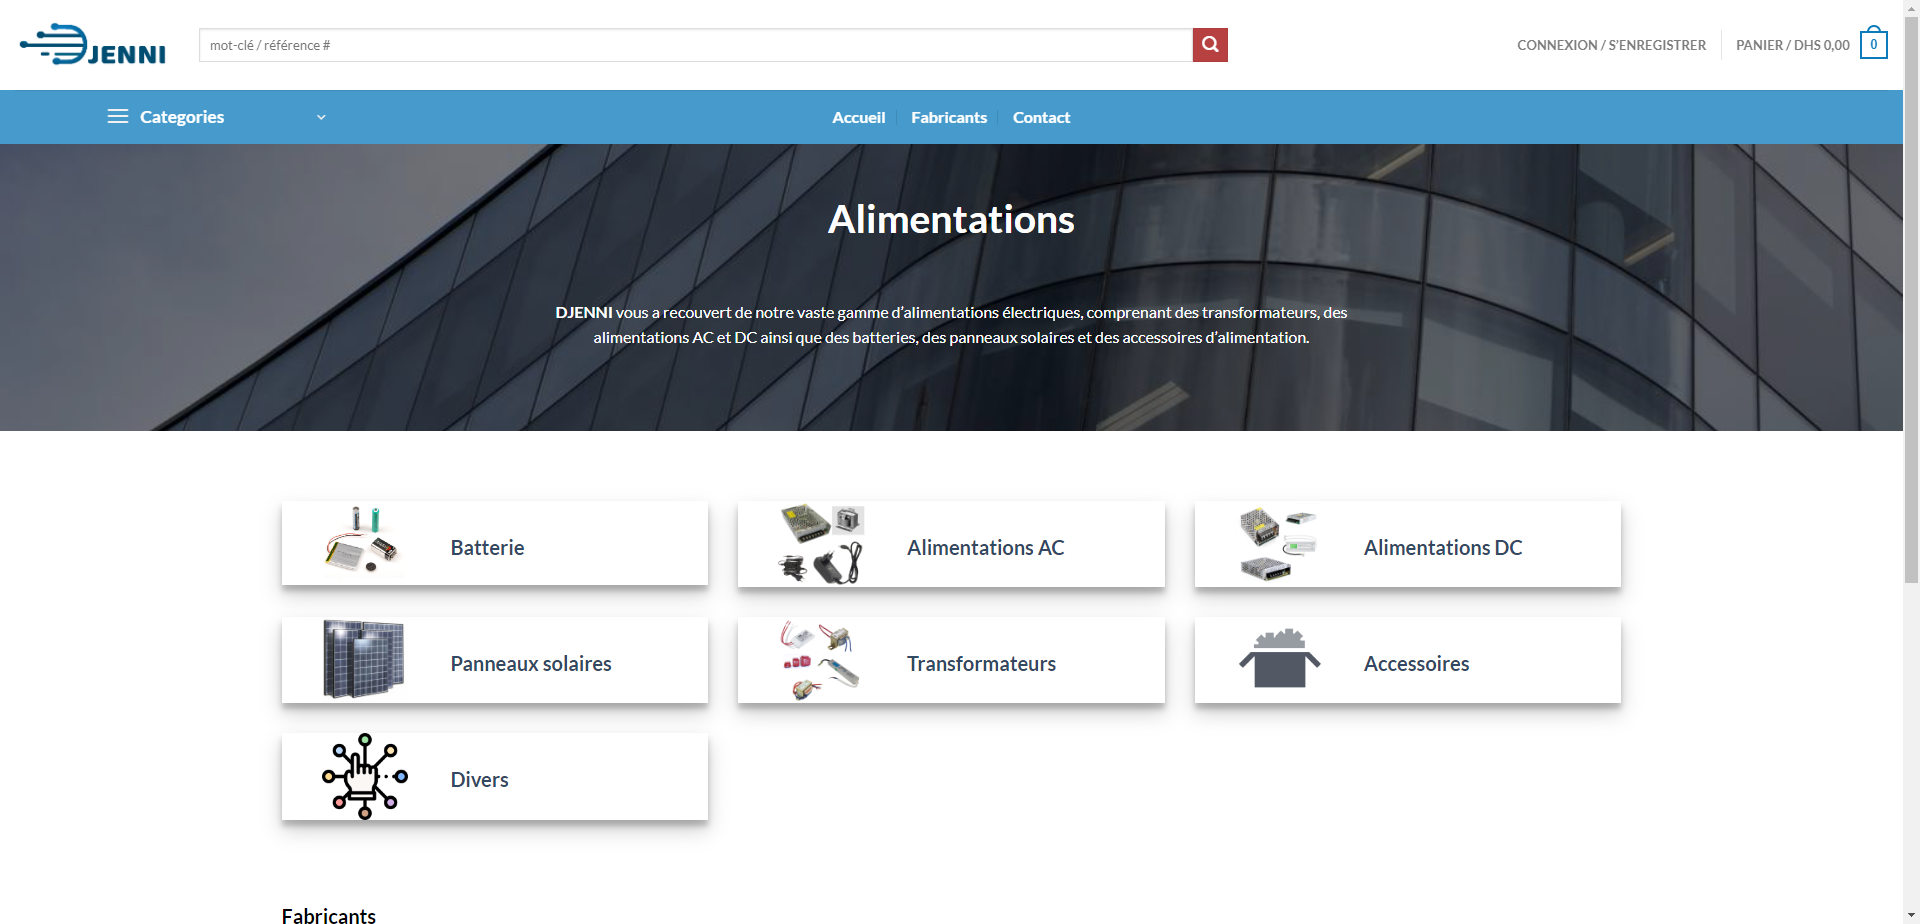 DJENNI
mot-clé / référence #
CONNEXION / S'ENREGISTRER
PANIER / DHS 0,00
0
Categories
Accueil
Fabricants
Contact
Alimentations
DJENNI vous a recouvert de notre vaste gamme d’alimentations électriques, comprenant des transformateurs, des
alimentations AC et DC ainsi que des batteries, des panneaux solaires et des accessoires d’alimentation.
Batterie
Alimentations AC
Alimentations DC
Panneaux solaires
Transformateurs
Accessoires
Divers
Fabricants